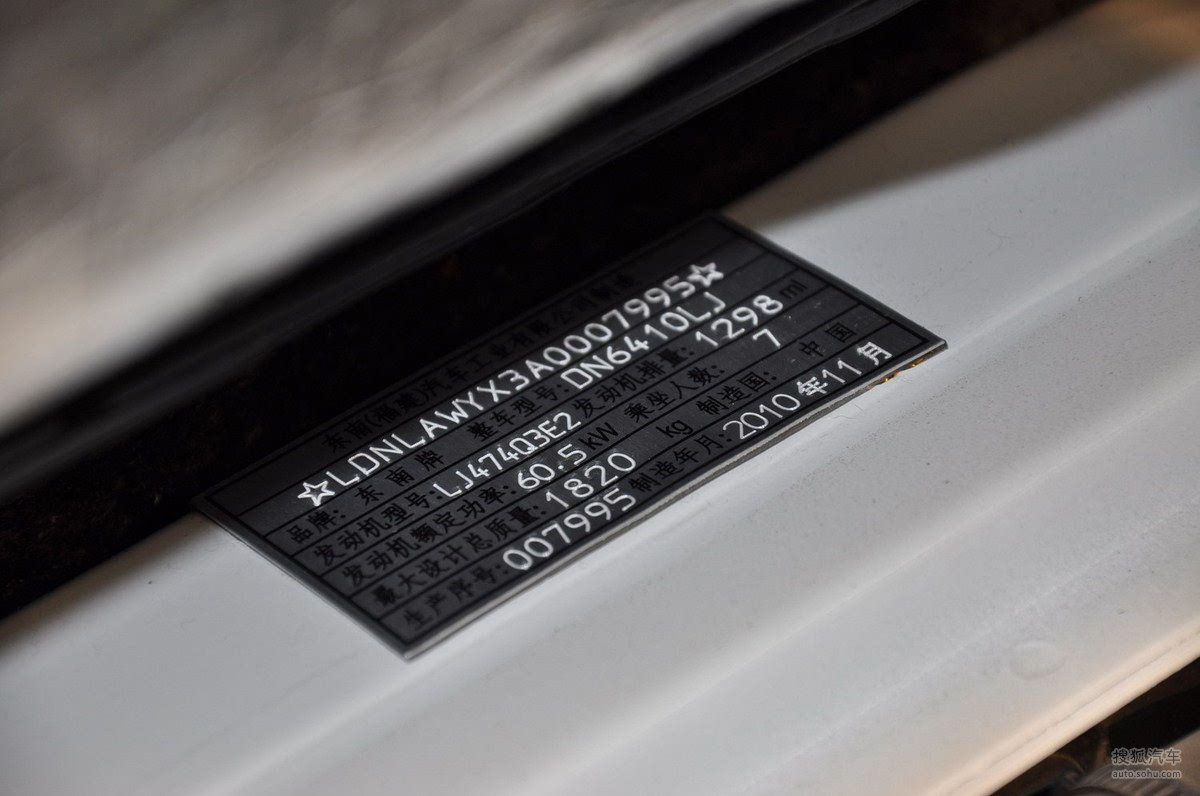 东南(福建)汽车工业有限公司制造
☆LDNLAWYX3A0007995☆
品牌: 东南牌 整车型号: DN6410LJ
发动机型号: LJ474Q3E2 发动机排量: 1298 ml
发动机额定功率: 60.5kW 乘坐人数: 7
最大设计总质量: 1820 kg 制造国: 中国
生产序号: 007995 制造年月: 2010年11月
搜狐汽车
auto.sohu.com